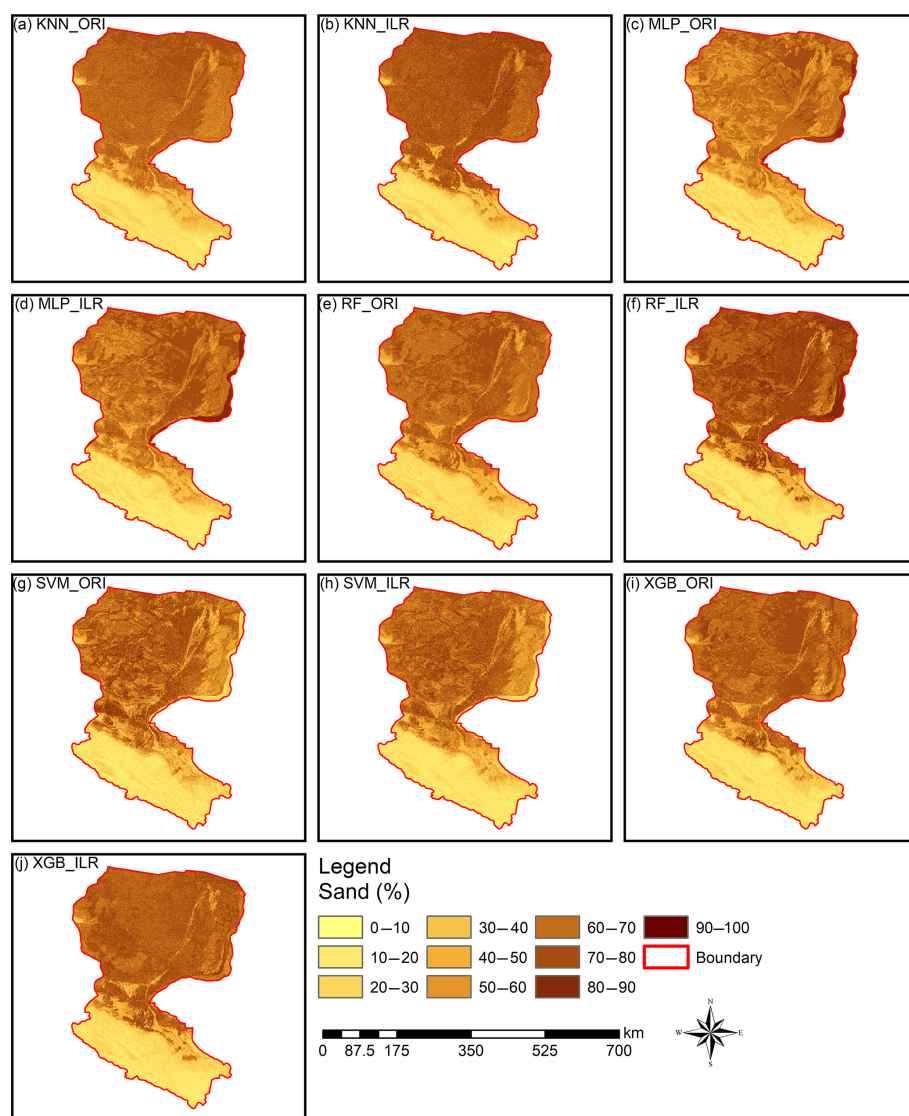 (a) KNN_ORI
(b) KNN_ILR
(c) MLP_ORI
(d) MLP_ILR
(e) RF_ORI
(f) RF_ILR
(g) SVM_ORI
(h) SVM_ILR
(i) XGB_ORI
(j) XGB_ILR
Legend
Sand (%)
0–10
30–40
60–70
90–100
10–20
40–50
70–80
Boundary
20–30
50–60
80–90
km
0 87.5 175 350 525 700
N
W E
S